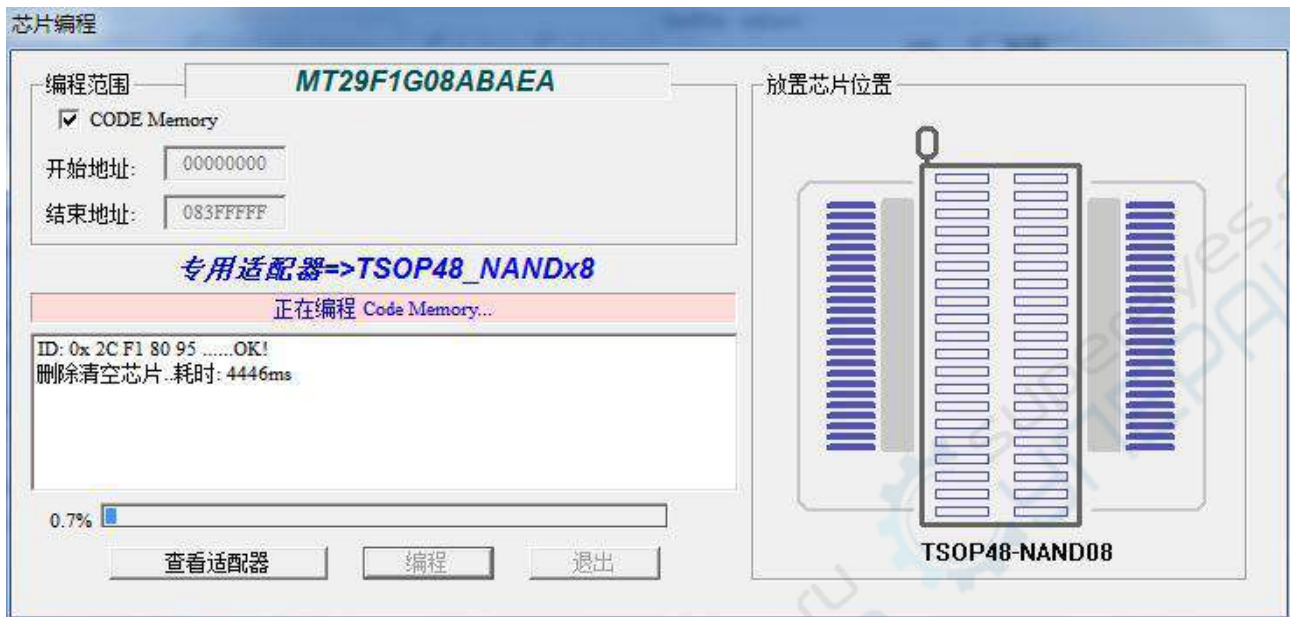 芯片编程
编程范围
MT29F1G08ABAEA
CODE Memory
开始地址:
00000000
结束地址:
083FFFFF
专用适配器=>TSOP48_NANDx8
正在编程 Code Memory...
ID: 0x 2C F1 80 95 ......OK!
删除清空芯片..耗时: 4446ms
0.7%
查看适配器
编程
退出
放置芯片位置
TSOP48-NAND08